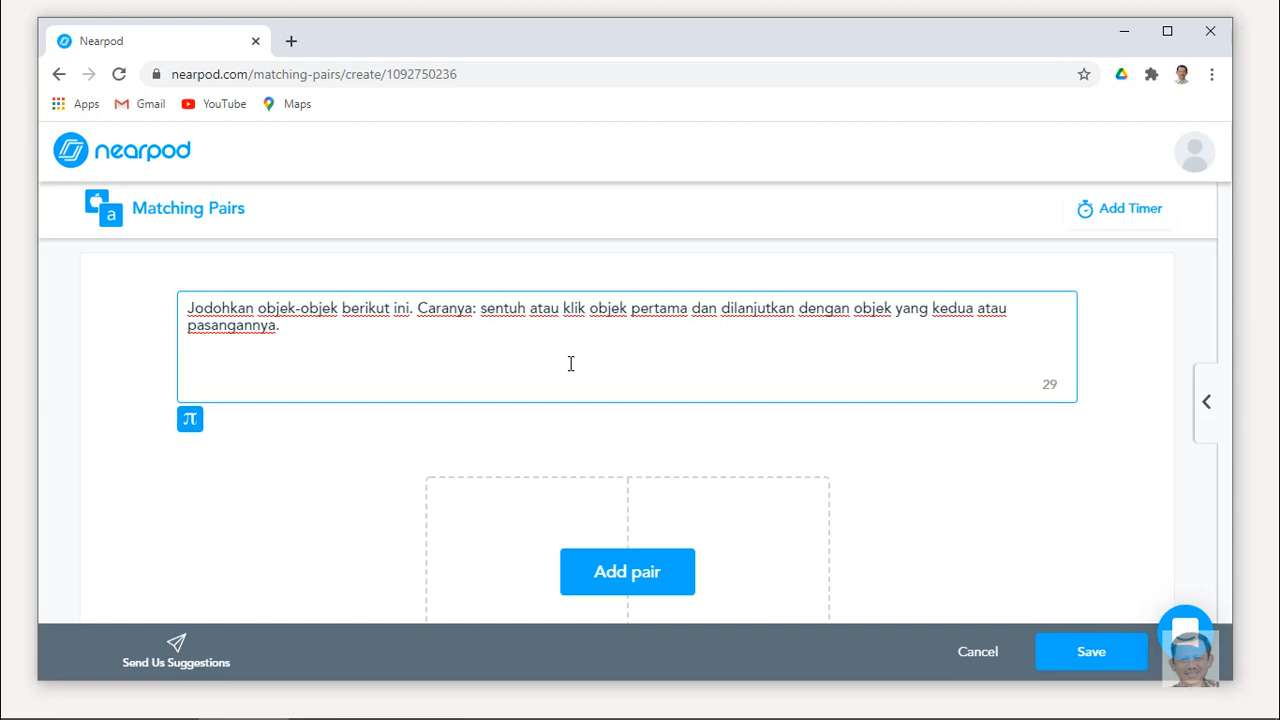 Nearpod
nearpod.com/matching-pairs/create/1092750236
Apps Gmail YouTube Maps
nearpod
a Matching Pairs Add Timer
Jodohkan objek-objek berikut ini. Caranya: sentuh atau klik objek pertama dan dilanjutkan dengan objek yang kedua atau
pasangannya.
29
π
Add pair
Send Us Suggestions Cancel Save